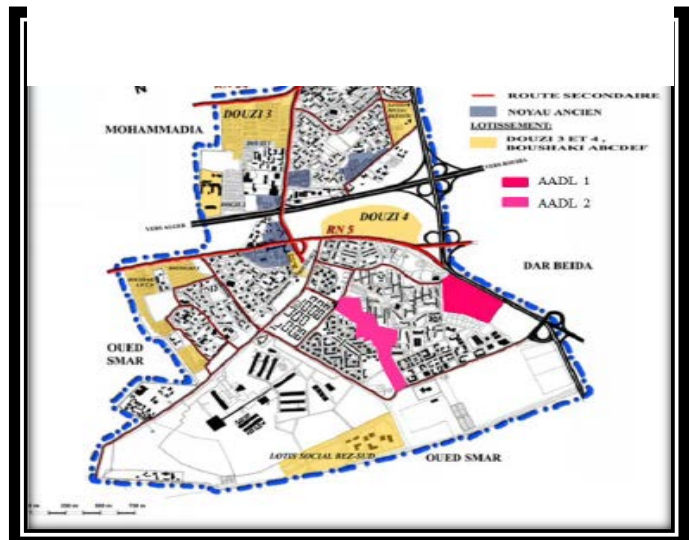 DOUZI 3
MOHAMMADIA
ROUTE SECONDAIRE
NOYAU ANCIEN
LOTISSEMENT:
DOUZI 3 ET 4 ,
BOUSHAKI ABCDEF
AADL 1
AADL 2
VERS ALGER
DOUZI 4
RN 5
DAR BEIDA
OUED
SMAR
LOTIS SOCIAL BEZ-SUD
OUED SMAR